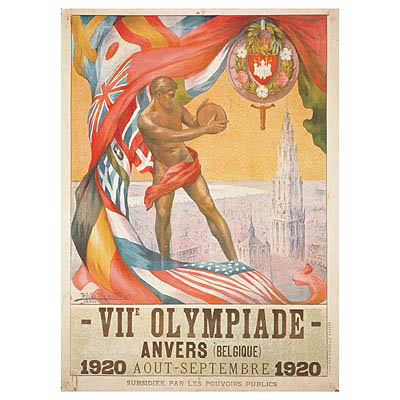 - VIIᴱ OLYMPIADE -
ANVERS (BELGIQUE)
1920 AOUT-SEPTEMBRE 1920
SUBSIDIEE PAR LES POUVOIRS PUBLICS